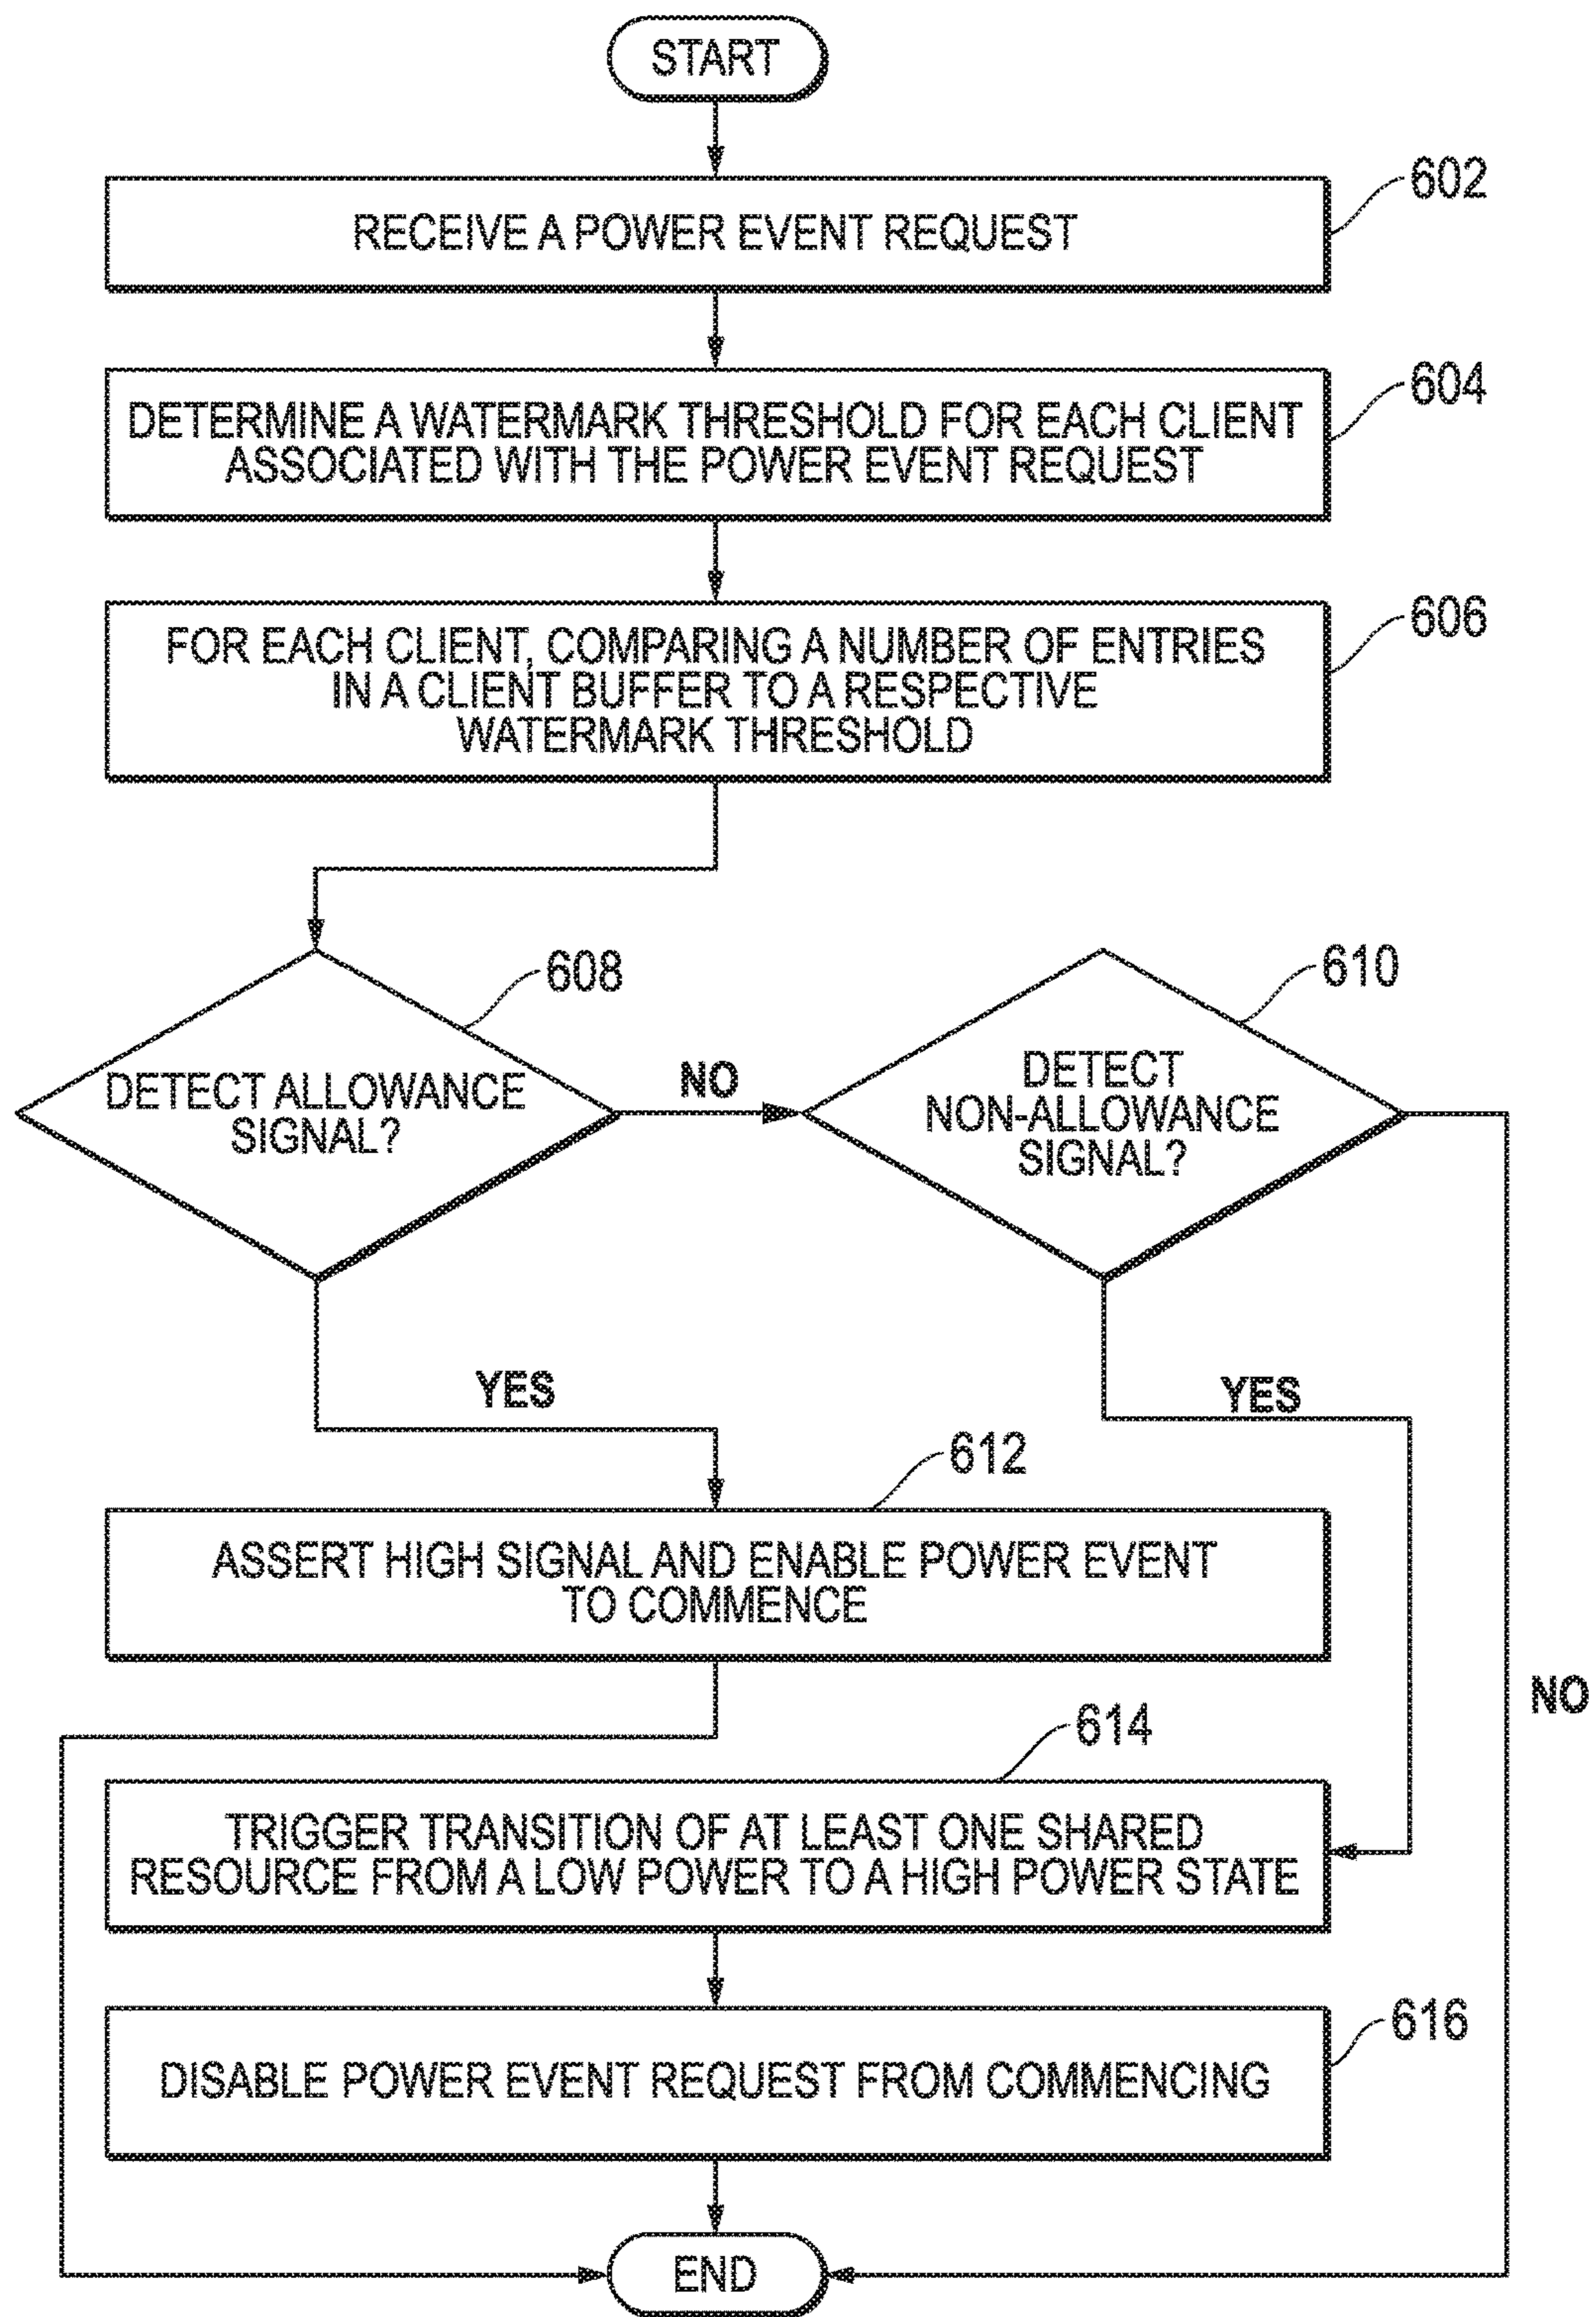 START
602
RECEIVE A POWER EVENT REQUEST
604
DETERMINE A WATERMARK THRESHOLD FOR EACH CLIENT
ASSOCIATED WITH THE POWER EVENT REQUEST
606
FOR EACH CLIENT, COMPARING A NUMBER OF ENTRIES
IN A CLIENT BUFFER TO A RESPECTIVE
WATERMARK THRESHOLD
608
DETECT ALLOWANCE
SIGNAL?
NO
610
DETECT
NON-ALLOWANCE
SIGNAL?
YES
YES
612
ASSERT HIGH SIGNAL AND ENABLE POWER EVENT
TO COMMENCE
NO
614
TRIGGER TRANSITION OF AT LEAST ONE SHARED
RESOURCE FROM A LOW POWER TO A HIGH POWER STATE
616
DISABLE POWER EVENT REQUEST FROM COMMENCING
END